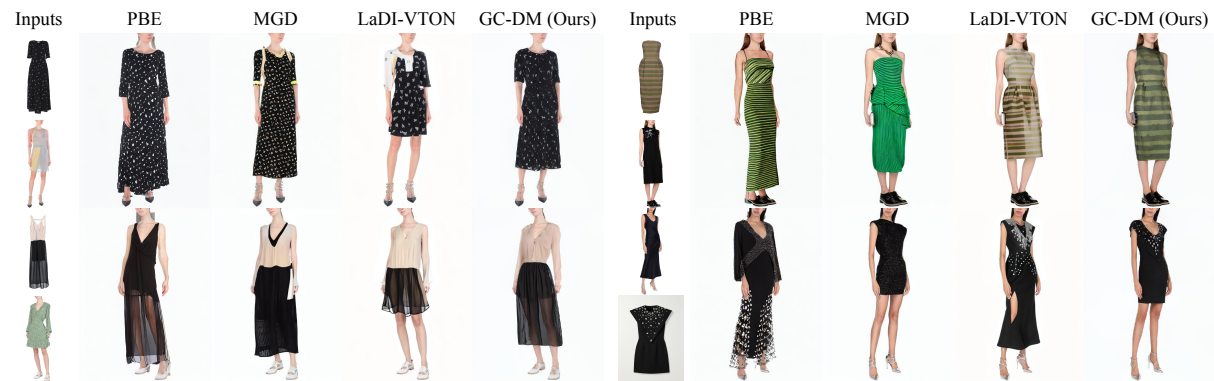 Inputs PBE MGD LaDI-VTON GC-DM (Ours) Inputs PBE MGD LaDI-VTON GC-DM (Ours)